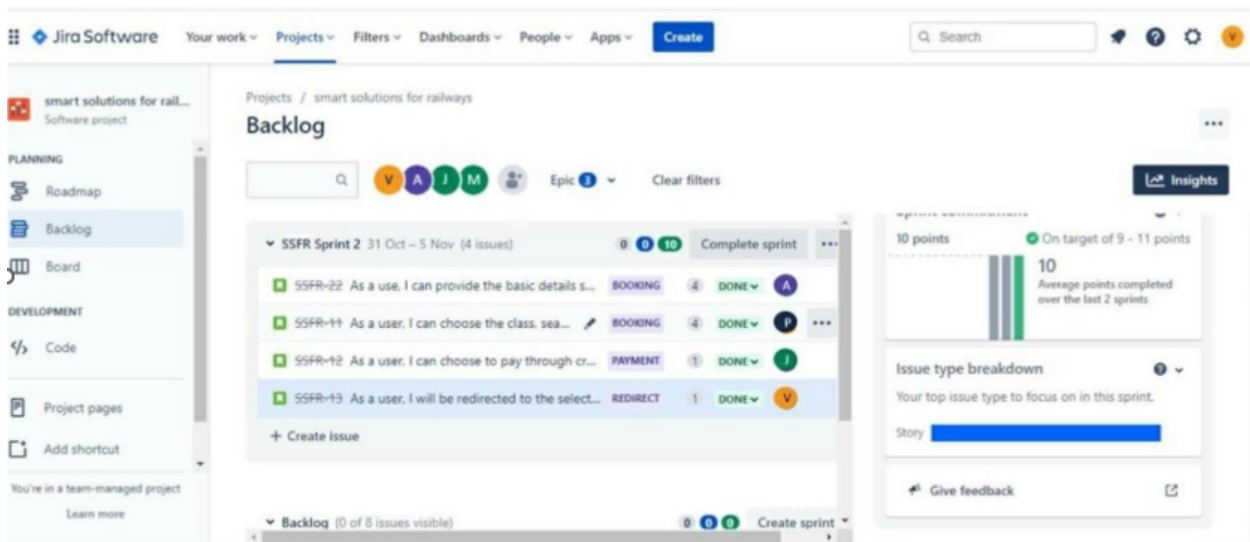 Jira Software Your work Projects Filters Dashboards People Apps Create Search V
smart solutions for rail...
Software project
PLANNING
Roadmap
Backlog
Board
DEVELOPMENT
Code
Project pages
Add shortcut
You're in a team-managed project
Learn more
Projects / smart solutions for railways
Backlog
V A J M Epic 3 Clear filters Insights
SSFR Sprint 2 31 Oct – 5 Nov (4 issues) 0 0 10 Complete sprint
SSFR-22 As a use, I can provide the basic details s... BOOKING 4 DONE A
SSFR-11 As a user, I can choose the class, sea... BOOKING 4 DONE P
SSFR-12 As a user, I can choose to pay through cr... PAYMENT 1 DONE J
SSFR-13 As a user, I will be redirected to the select... REDIRECT 1 DONE V
+ Create issue
Backlog (0 of 8 issues visible) 0 0 0 Create sprint
10 points On target of 9 - 11 points
10
Average points completed
over the last 2 sprints
Issue type breakdown
Your top issue type to focus on in this sprint.
Story
Give feedback